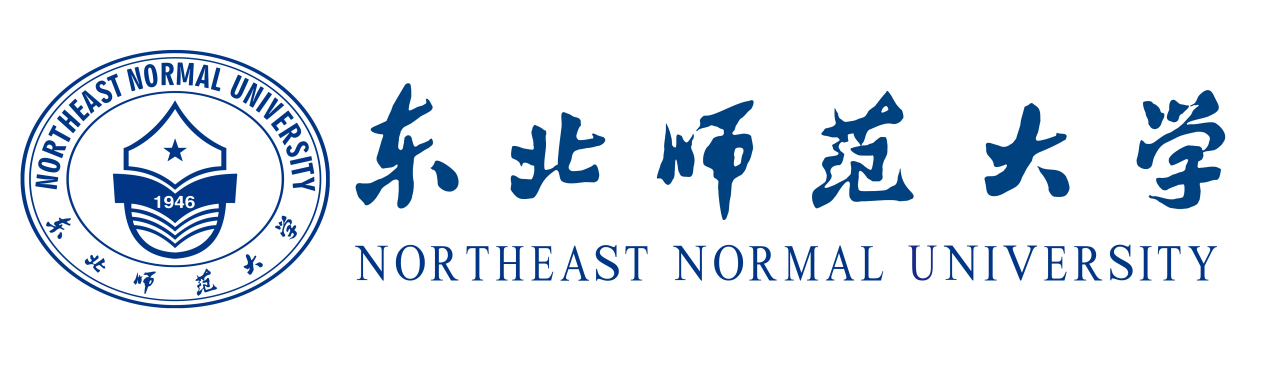 NORTHEAST NORMAL UNIVERSITY
1946
东北师范大学
东北师范大学
NORTHEAST NORMAL UNIVERSITY